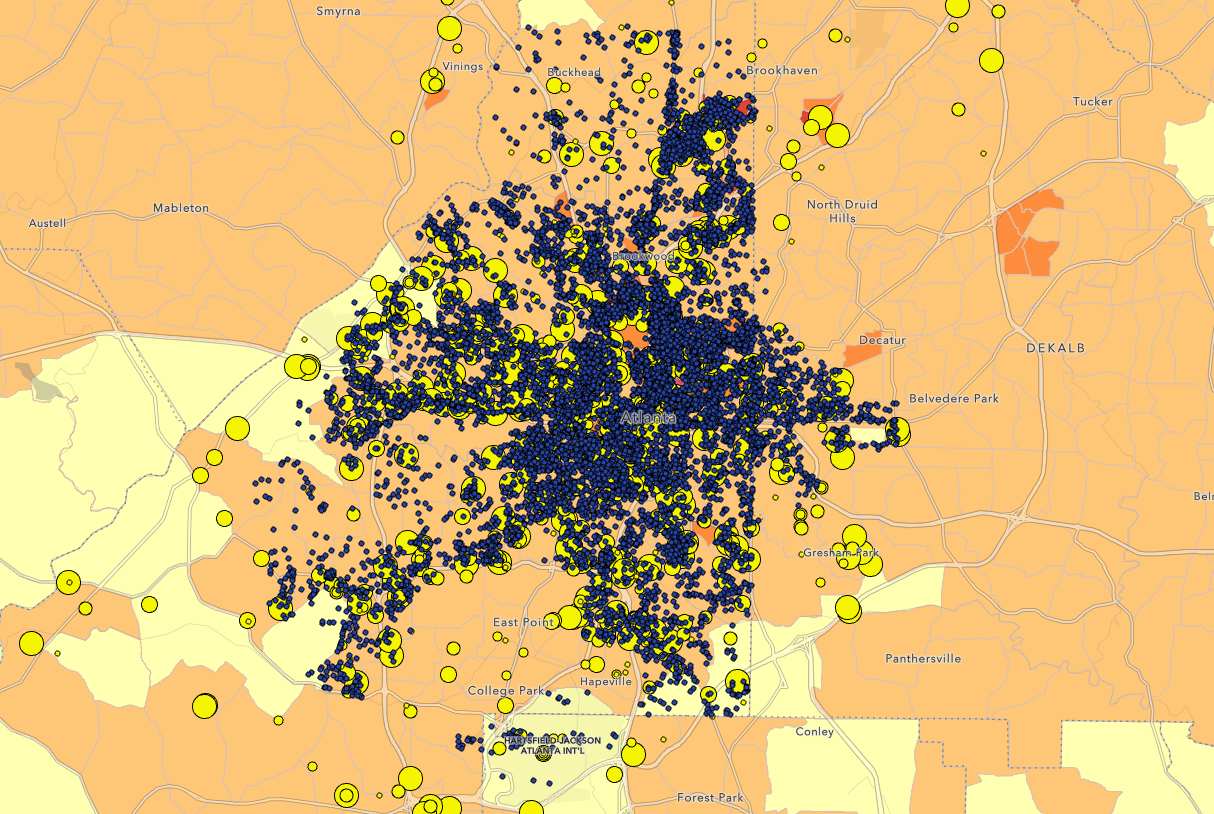 Smyrna
Vinings
Buckhead
Brookhaven
Tucker
Austell
Mableton
North Druid
Hills
Brookwood
Decatur
DEKALB
Belvedere Park
Atlanta
Gresham Park
East Point
Panthersville
College Park
Hapeville
HARTSFIELD-JACKSON
ATLANTA INT'L
Conley
Forest Park